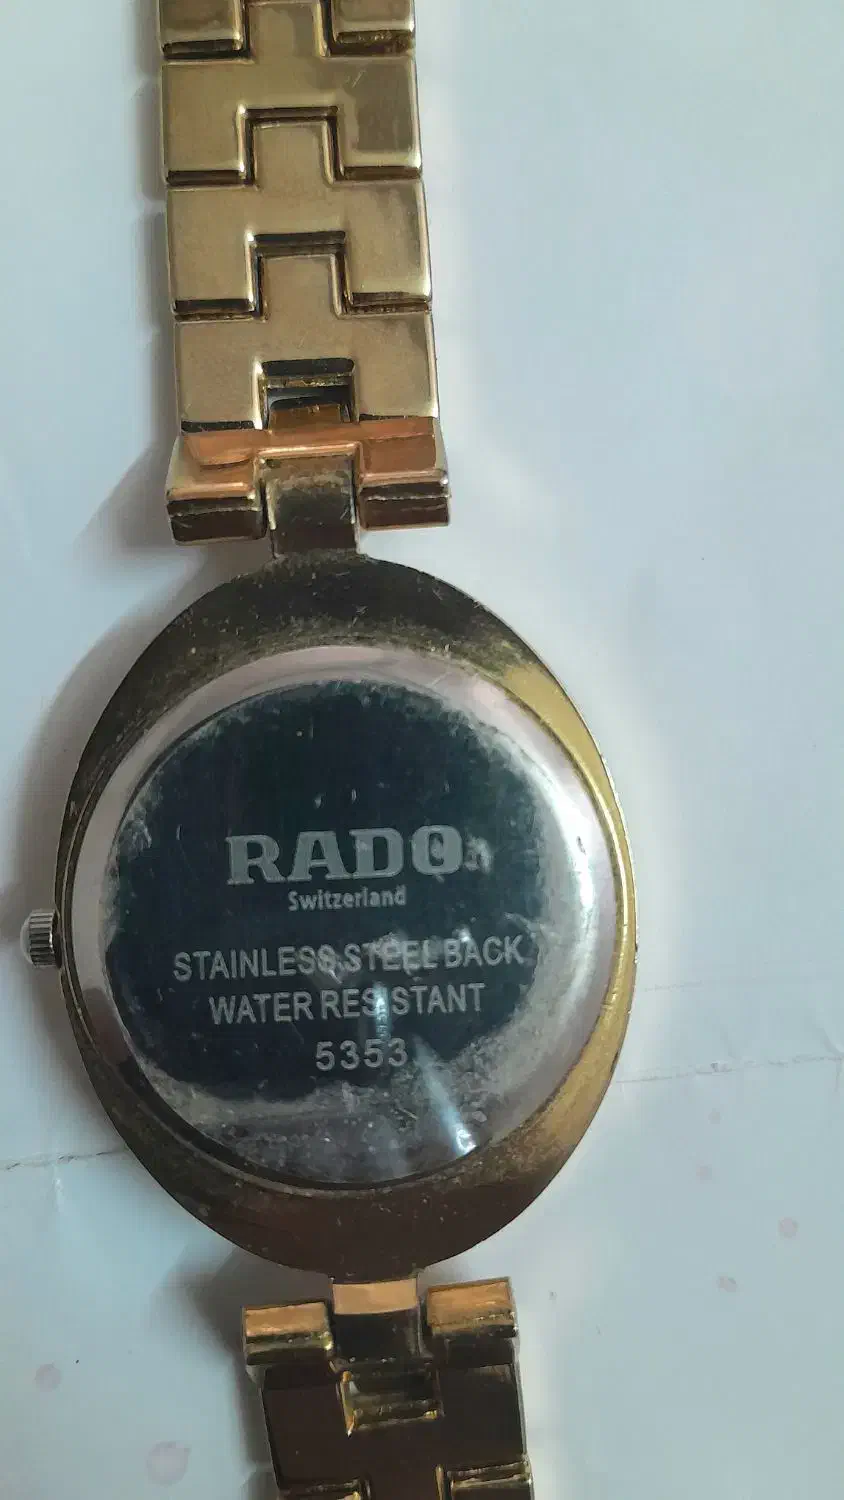 RADO
Switzerland
STAINLESS STEEL BACK
WATER RESISTANT
5353